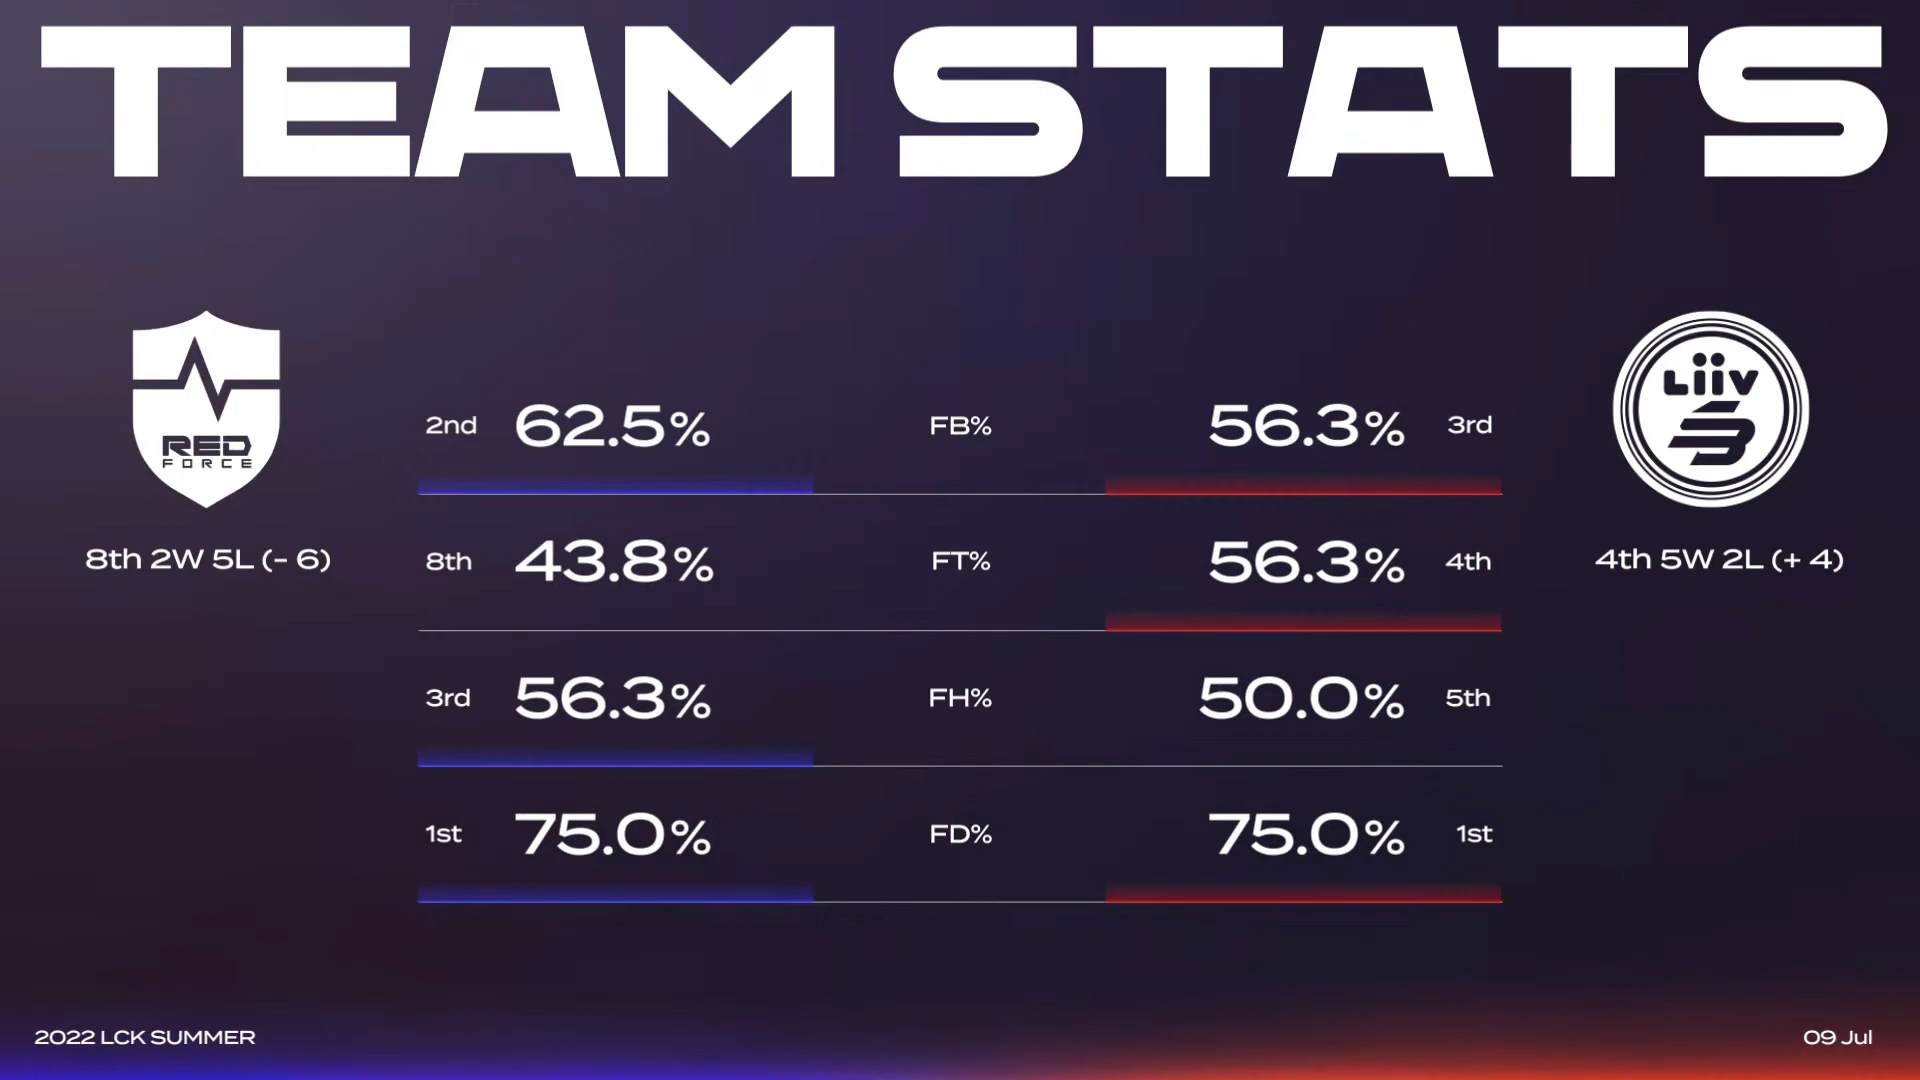 TEAM STATS
RED
FORCE
8th 2W 5L (- 6)
2nd 62.5% FB% 56.3% 3rd
8th 43.8% FT% 56.3% 4th
3rd 56.3% FH% 50.0% 5th
1st 75.0% FD% 75.0% 1st
Liiv
4th 5W 2L (+ 4)
2022 LCK SUMMER
09 Jul